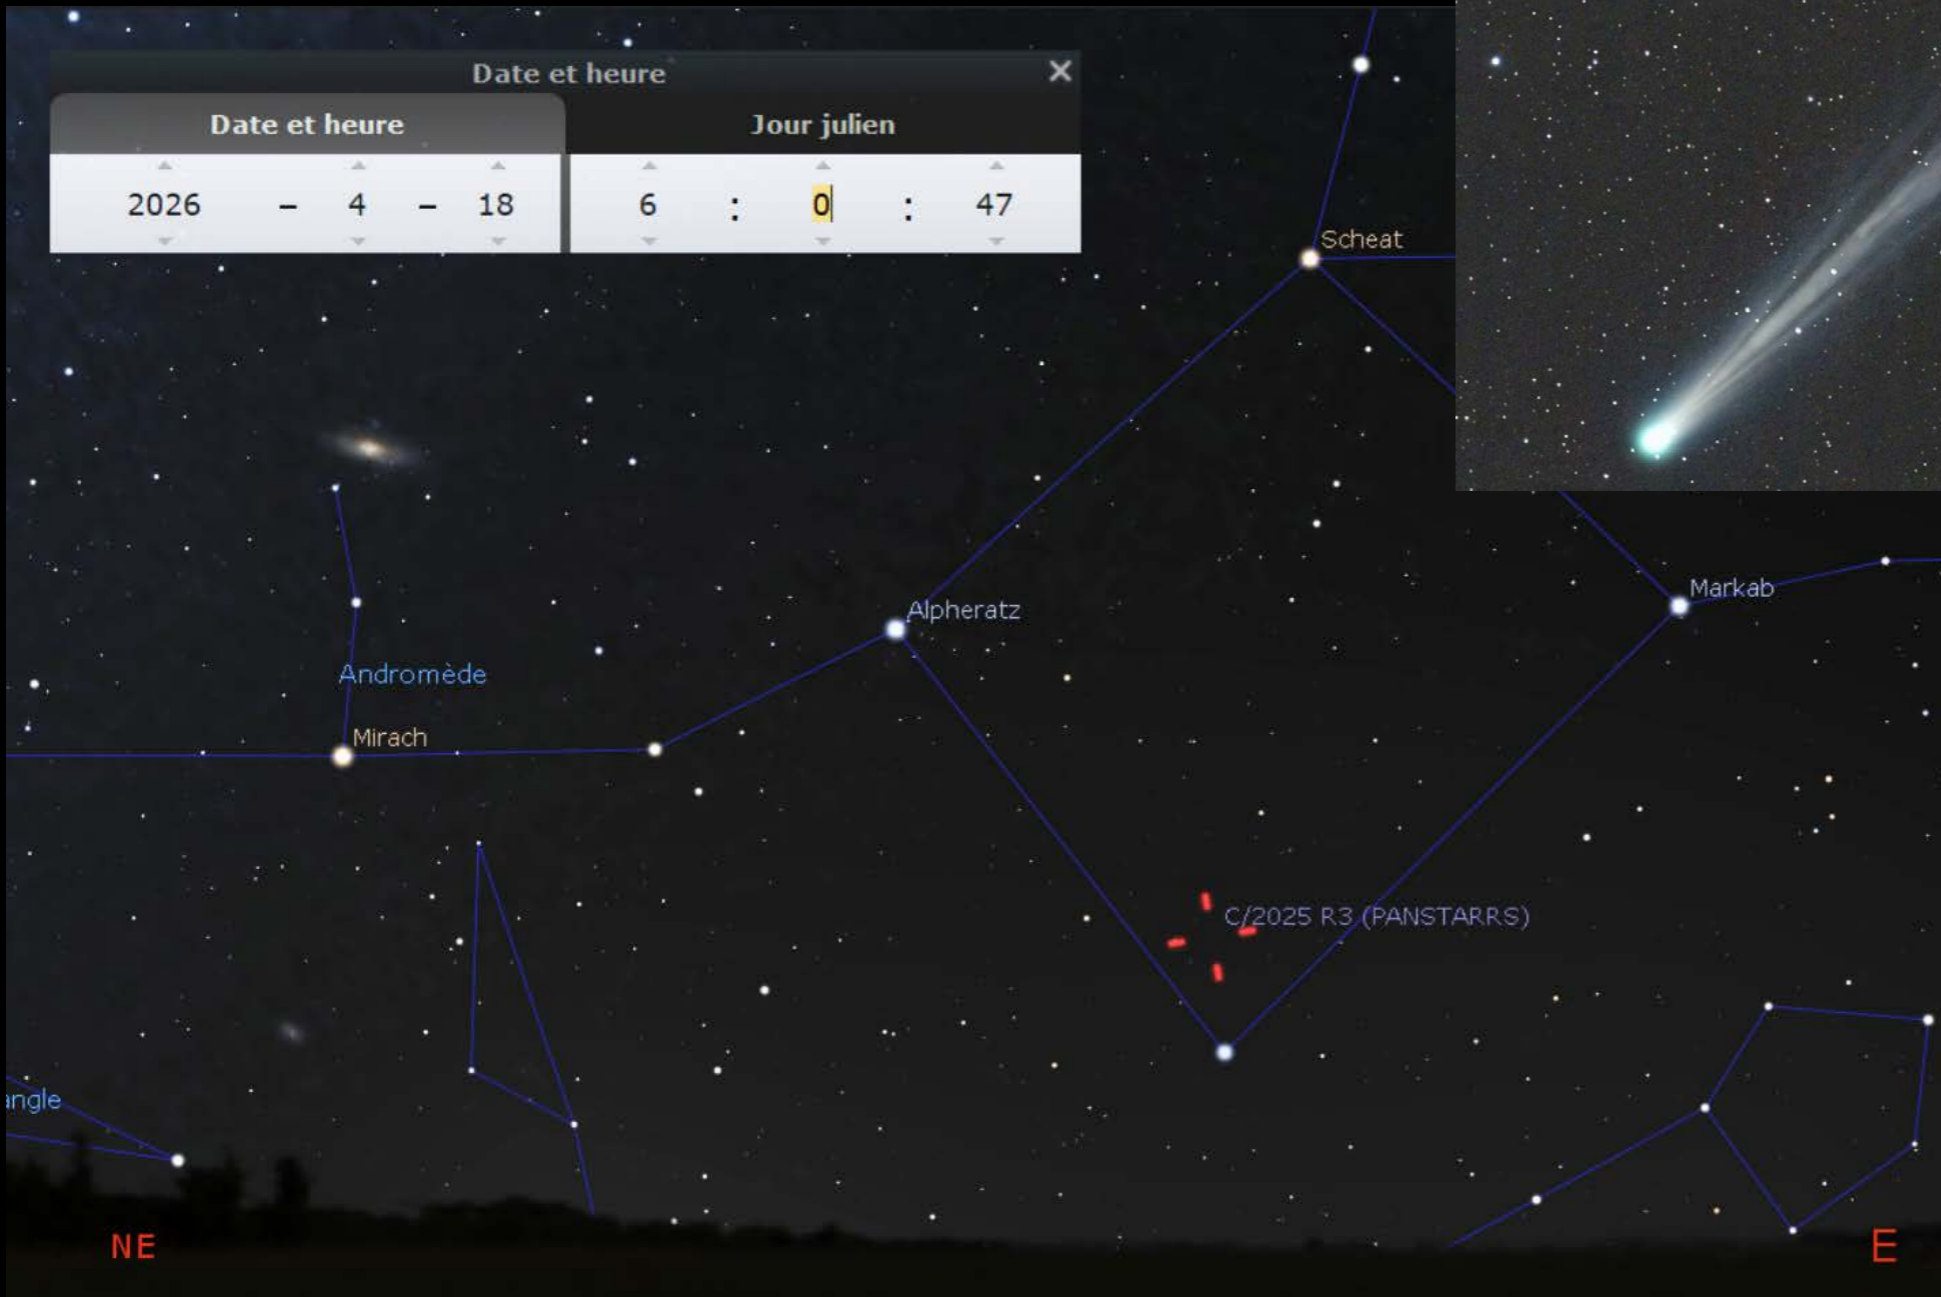 Date et heure
Date et heure
Jour julien
2026 - 4 - 18 6 : 0 : 47
Scheat
Markab
Alpheratz
Andromède
Mirach
C/2025 R3 (PANSTARRS)
angle
NE
E